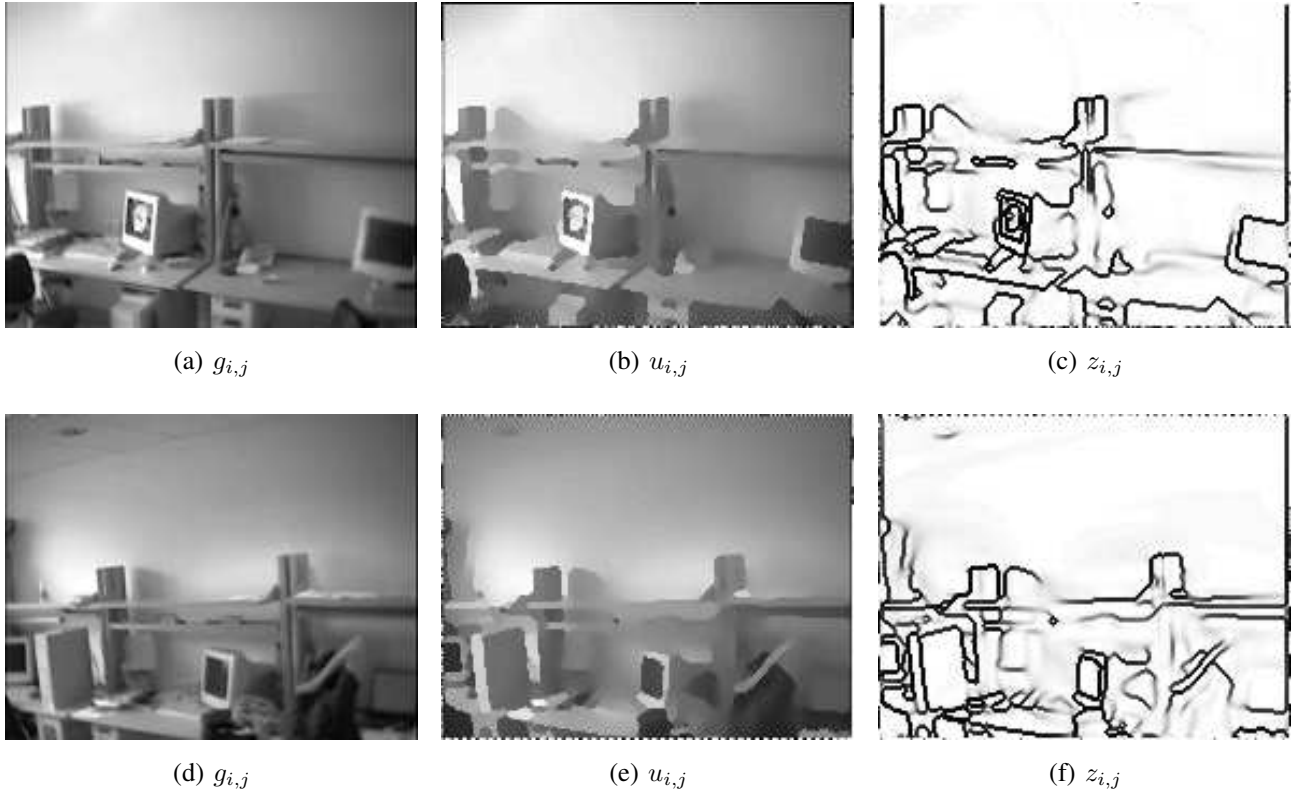 (a) g_{i,j}
(b) u_{i,j}
(c) z_{i,j}
(d) g_{i,j}
(e) u_{i,j}
(f) z_{i,j}